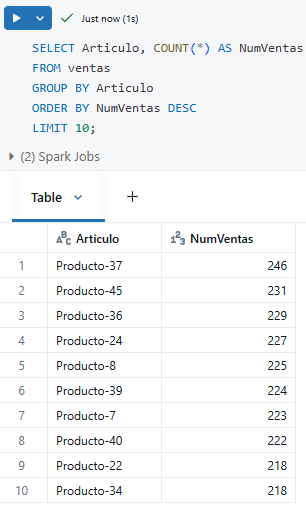 Just now (1s)
SELECT Articulo, COUNT(*) AS NumVentas
FROM ventas
GROUP BY Articulo
ORDER BY NumVentas DESC
LIMIT 10;
(2) Spark Jobs
Table +
ABC Articulo 123 NumVentas
1 Producto-37 246
2 Producto-45 231
3 Producto-36 229
4 Producto-24 227
5 Producto-8 225
6 Producto-39 224
7 Producto-7 223
8 Producto-40 222
9 Producto-22 218
10 Producto-34 218